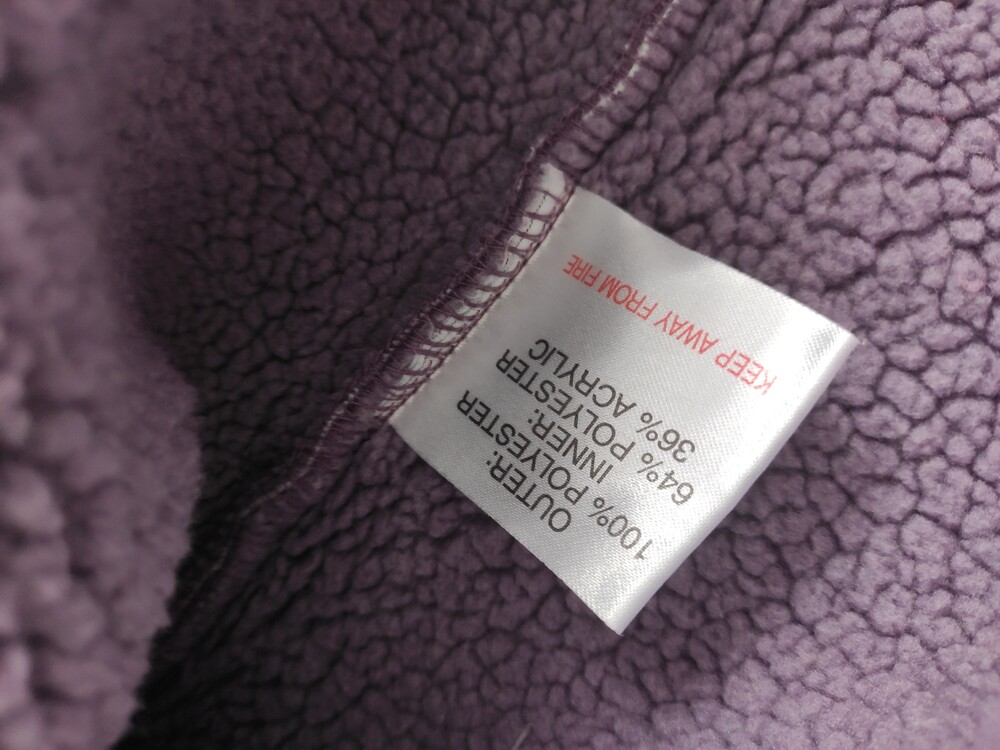 OUTER:
100% POLYESTER
INNER:
64% POLYESTER
36% ACRYLIC
KEEP AWAY FROM FIRE